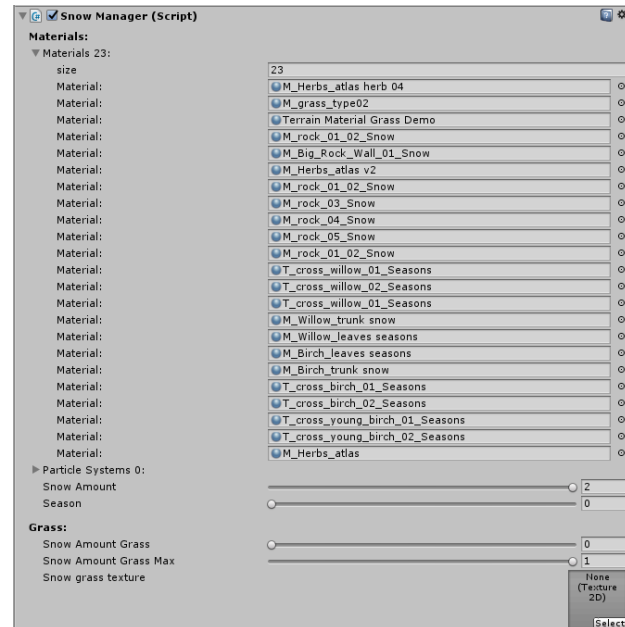 Snow Manager (Script)
Materials:
Materials 23:
size 23
Material: M_Herbs_atlas herb 04
Material: M_grass_type02
Material: Terrain Material Grass Demo
Material: M_rock_01_02_Snow
Material: M_Big_Rock_Wall_01_Snow
Material: M_Herbs_atlas v2
Material: M_rock_01_02_Snow
Material: M_rock_03_Snow
Material: M_rock_04_Snow
Material: M_rock_05_Snow
Material: M_rock_01_02_Snow
Material: T_cross_willow_01_Seasons
Material: T_cross_willow_02_Seasons
Material: T_cross_willow_01_Seasons
Material: M_Willow_trunk snow
Material: M_Willow_leaves seasons
Material: M_Birch_leaves seasons
Material: M_Birch_trunk snow
Material: T_cross_birch_01_Seasons
Material: T_cross_birch_02_Seasons
Material: T_cross_young_birch_01_Seasons
Material: T_cross_young_birch_02_Seasons
Material: M_Herbs_atlas
Particle Systems 0:
Snow Amount 2
Season 0
Grass:
Snow Amount Grass 0
Snow Amount Grass Max 1
Snow grass texture
None
(Texture
2D)
Select